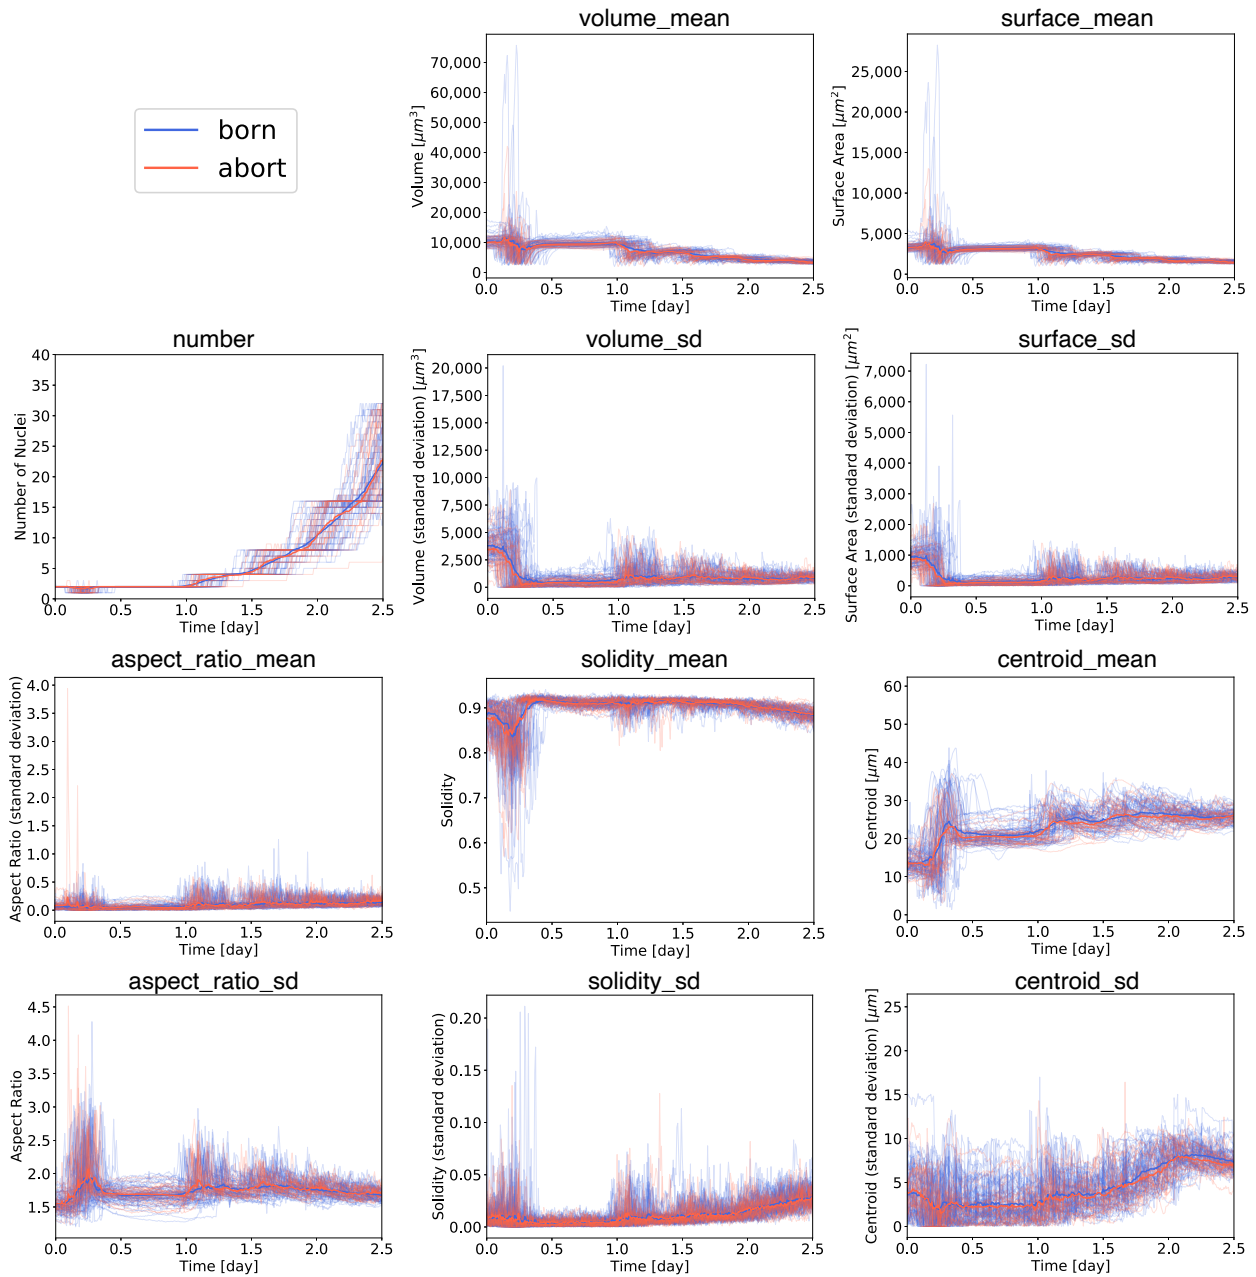 volume_mean
Volume [μm³]
70,000
60,000
50,000
40,000
30,000
20,000
10,000
0
0.0 0.5 1.0 1.5 2.0 2.5
Time [day]
surface_mean
Surface Area [μm²]
25,000
20,000
15,000
10,000
5,000
0
0.0 0.5 1.0 1.5 2.0 2.5
Time [day]
born
abort
number
Number of Nuclei
40
35
30
25
20
15
10
5
0
0.0 0.5 1.0 1.5 2.0 2.5
Time [day]
volume_sd
Volume (standard deviation) [μm³]
20,000
17,500
15,000
12,500
10,000
7,500
5,000
2,500
0
0.0 0.5 1.0 1.5 2.0 2.5
Time [day]
surface_sd
Surface Area (standard deviation) [μm²]
7,000
6,000
5,000
4,000
3,000
2,000
1,000
0
0.0 0.5 1.0 1.5 2.0 2.5
Time [day]
aspect_ratio_mean
Aspect Ratio (standard deviation)
4.0
3.5
3.0
2.5
2.0
1.5
1.0
0.5
0.0
0.0 0.5 1.0 1.5 2.0 2.5
Time [day]
solidity_mean
Solidity
0.9
0.8
0.7
0.6
0.5
0.0 0.5 1.0 1.5 2.0 2.5
Time [day]
centroid_mean
Centroid [μm]
60
50
40
30
20
10
0
0.0 0.5 1.0 1.5 2.0 2.5
Time [day]
aspect_ratio_sd
Aspect Ratio
4.5
4.0
3.5
3.0
2.5
2.0
1.5
0.0 0.5 1.0 1.5 2.0 2.5
Time [day]
solidity_sd
Solidity (standard deviation)
0.20
0.15
0.10
0.05
0.00
0.0 0.5 1.0 1.5 2.0 2.5
Time [day]
centroid_sd
Centroid (standard deviation) [μm]
25
20
15
10
5
0
0.0 0.5 1.0 1.5 2.0 2.5
Time [day]